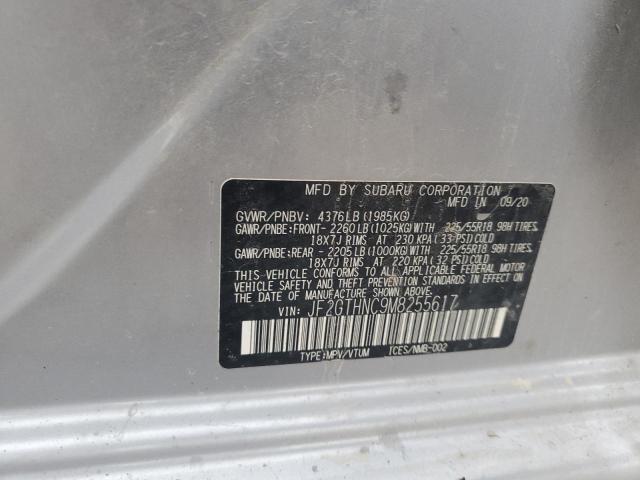 MFD BY SUBARU CORPORATION
GVWR/PNBV: 4376LB(1985KG) MFD IN 09/20
GAWR/PNBE:FRONT-2260LB(1025KG)WITH 225/55R18 98H TIRES
18X7J RIMS AT 230 KPA(33 PSI)COLD
GAWR/PNBE:REAR -2205LB(1000KG)WITH 225/55R18 98H TIRES
18X7J RIMS AT 220 KPA(32 PSI)COLD
THIS VEHICLE CONFORMS TO ALL APPLICABLE FEDERAL MOTOR
VEHICLE SAFETY STANDARDS IN EFFECT ON THE DATE OF
MANUFACTURE SHOWN ABOVE.
VIN: JF2GTHNC9M8255617
TYPE:MPV/VTUM ICES/NMB-002